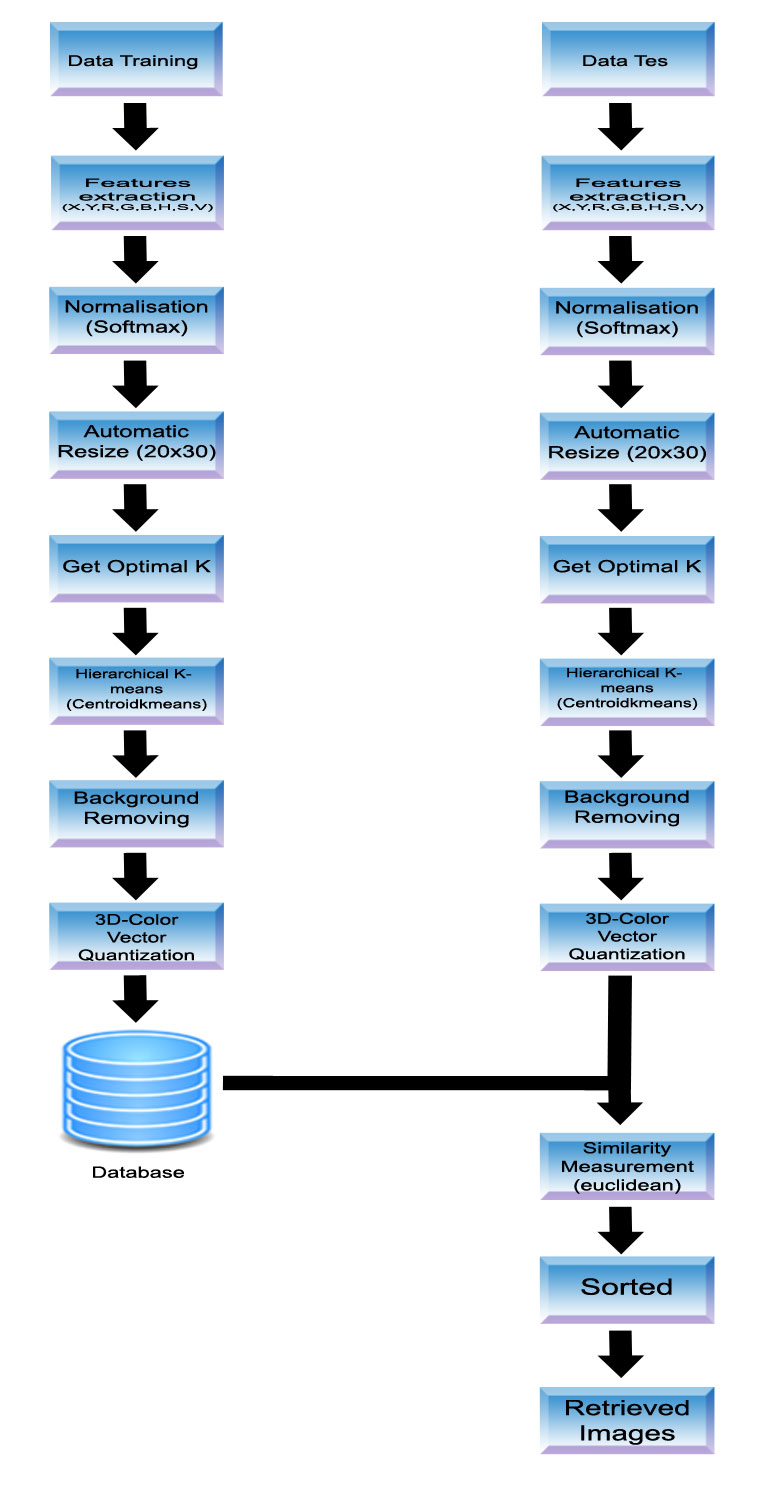 Data Training
Features
extraction
(X,Y,R,G,B,H,S,V)
Normalisation
(Softmax)
Automatic
Resize (20x30)
Get Optimal K
Hierarchical K-
means
(Centroidkmeans)
Background
Removing
3D-Color
Vector
Quantization
Database
Data Tes
Features
extraction
(X,Y,R,G,B,H,S,V)
Normalisation
(Softmax)
Automatic
Resize (20x30)
Get Optimal K
Hierarchical K-
means
(Centroidkmeans)
Background
Removing
3D-Color
Vector
Quantization
Similarity
Measurement
(euclidean)
Sorted
Retrieved
Images